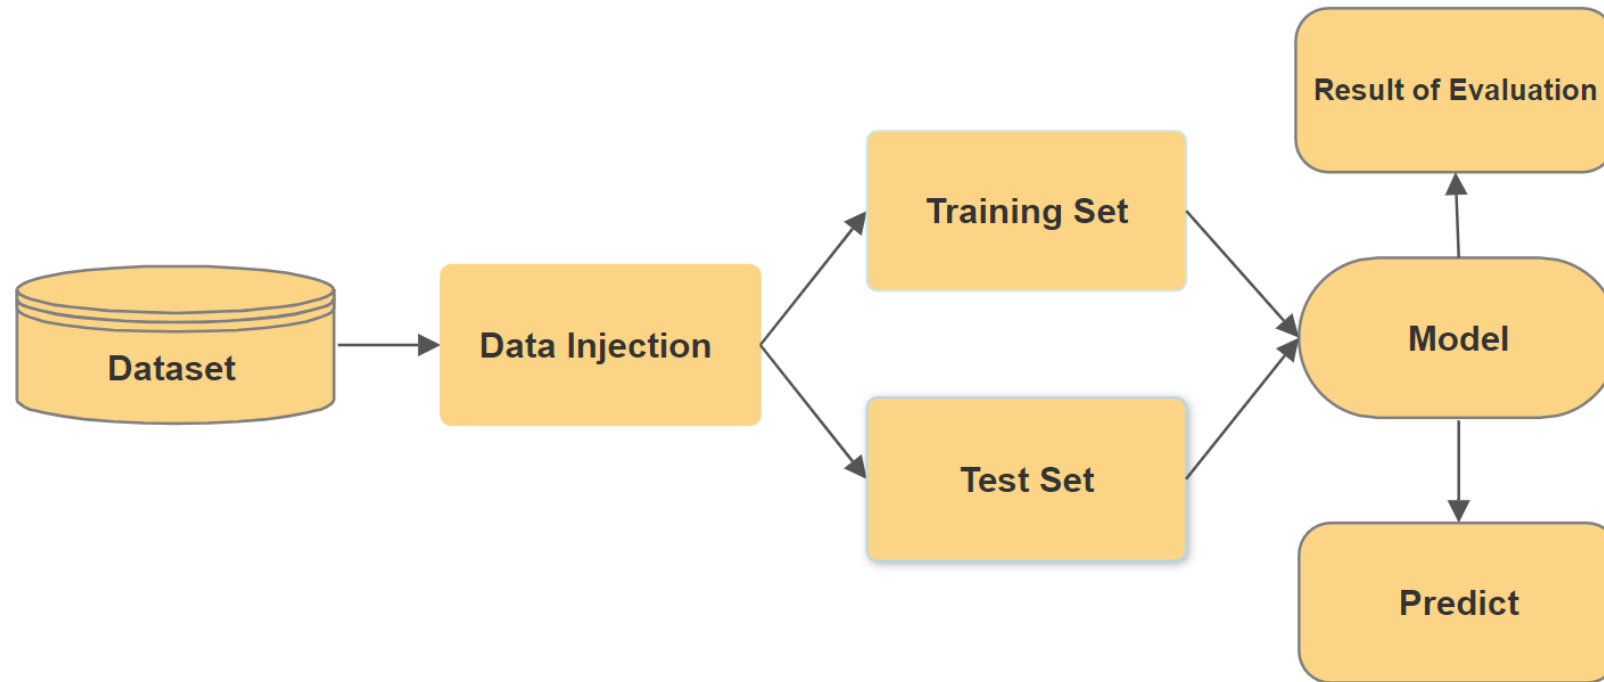 Dataset
Data Injection
Training Set
Test Set
Result of Evaluation
Model
Predict